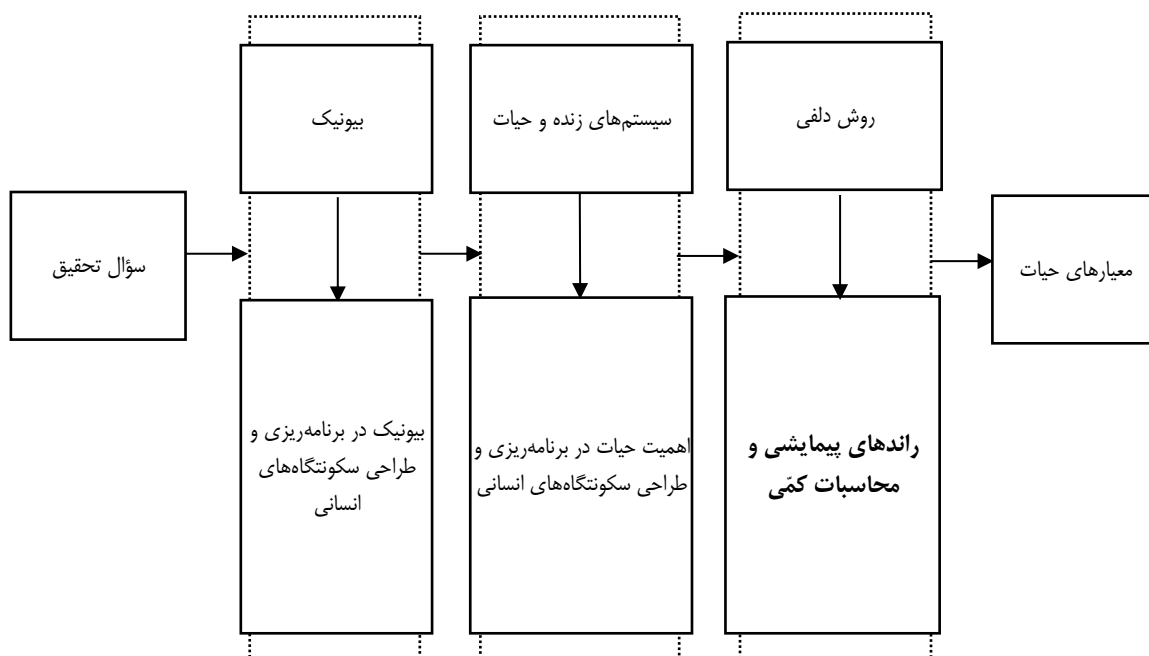 بیونیک
سیستم‌های زنده و حیات
روش دلفی
سؤال تحقیق
معیارهای حیات
بیونیک در برنامه‌ریزی و
طراحی سکونتگاه‌های
انسانی
اهمیت حیات در برنامه‌ریزی و
طراحی سکونتگاه‌های انسانی
راندهای پیمایشی و
محاسبات کمّی